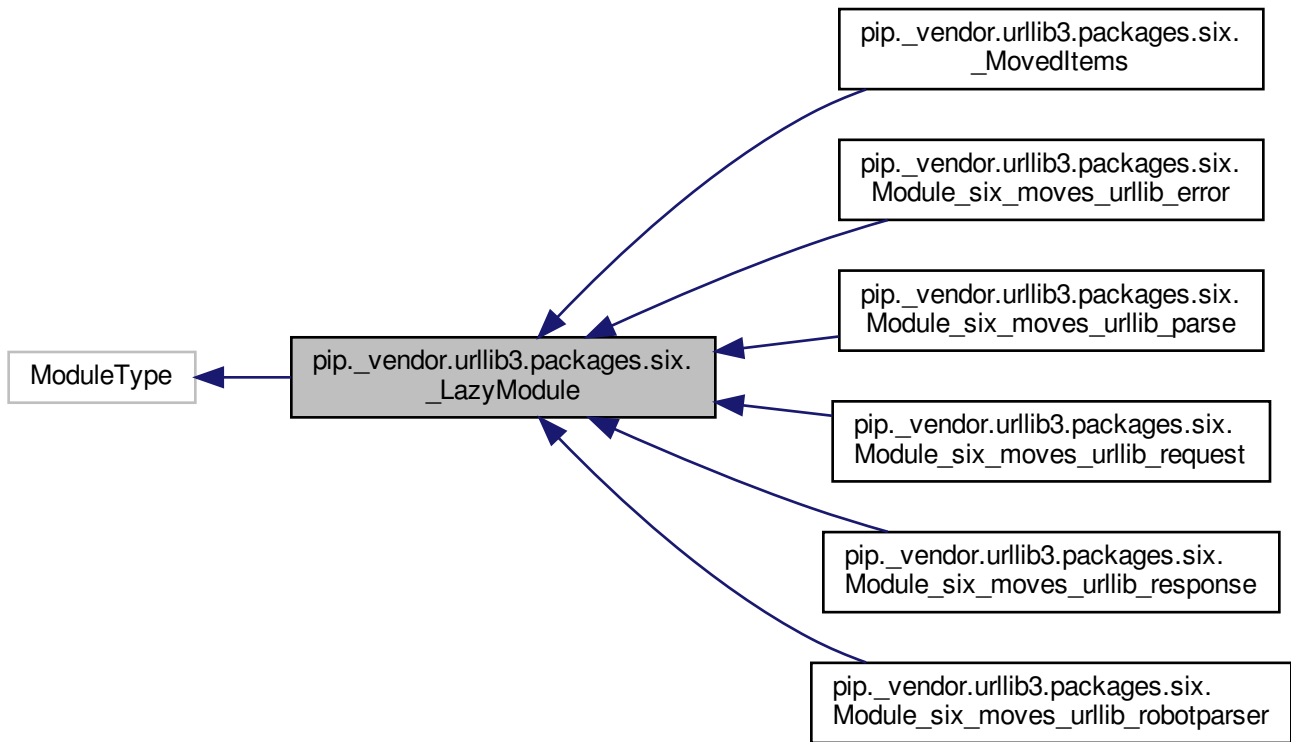 pip._vendor.urllib3.packages.six.
_MovedItems
pip._vendor.urllib3.packages.six.
Module_six_moves_urllib_error
pip._vendor.urllib3.packages.six.
Module_six_moves_urllib_parse
ModuleType
pip._vendor.urllib3.packages.six.
_LazyModule
pip._vendor.urllib3.packages.six.
Module_six_moves_urllib_request
pip._vendor.urllib3.packages.six.
Module_six_moves_urllib_response
pip._vendor.urllib3.packages.six.
Module_six_moves_urllib_robotparser